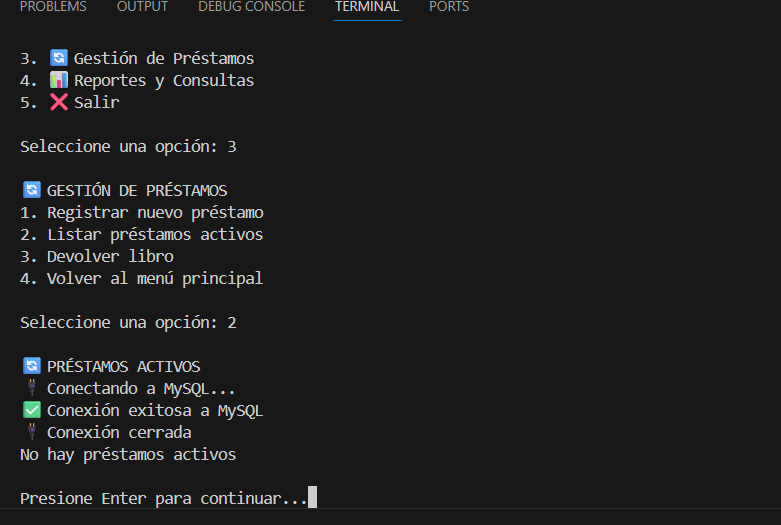 PROBLEMS OUTPUT DEBUG CONSOLE TERMINAL PORTS
3. 🔄 Gestión de Préstamos
4. 📊 Reportes y Consultas
5. ❌ Salir
Seleccione una opción: 3
🔄 GESTIÓN DE PRÉSTAMOS
1. Registrar nuevo préstamo
2. Listar préstamos activos
3. Devolver libro
4. Volver al menú principal
Seleccione una opción: 2
🔄 PRÉSTAMOS ACTIVOS
🔌 Conectando a MySQL...
✅ Conexión exitosa a MySQL
🔌 Conexión cerrada
No hay préstamos activos
Presione Enter para continuar...